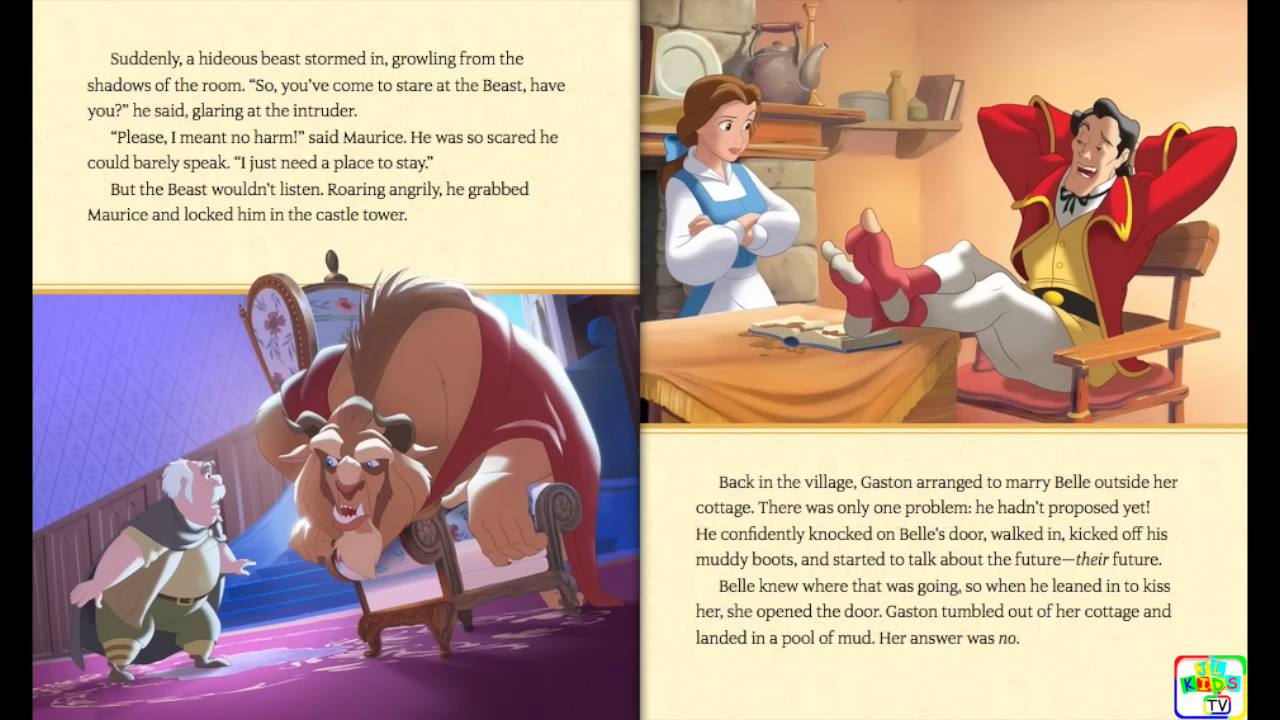 Suddenly, a hideous beast stormed in, growling from the
shadows of the room. “So, you’ve come to stare at the Beast, have
you?” he said, glaring at the intruder.
“Please, I meant no harm!” said Maurice. He was so scared he
could barely speak. “I just need a place to stay.”
But the Beast wouldn’t listen. Roaring angrily, he grabbed
Maurice and locked him in the castle tower.
Back in the village, Gaston arranged to marry Belle outside her
cottage. There was only one problem: he hadn’t proposed yet!
He confidently knocked on Belle’s door, walked in, kicked off his
muddy boots, and started to talk about the future—their future.
Belle knew where that was going, so when he leaned in to kiss
her, she opened the door. Gaston tumbled out of her cottage and
landed in a pool of mud. Her answer was no.
JL
KIDS
TV